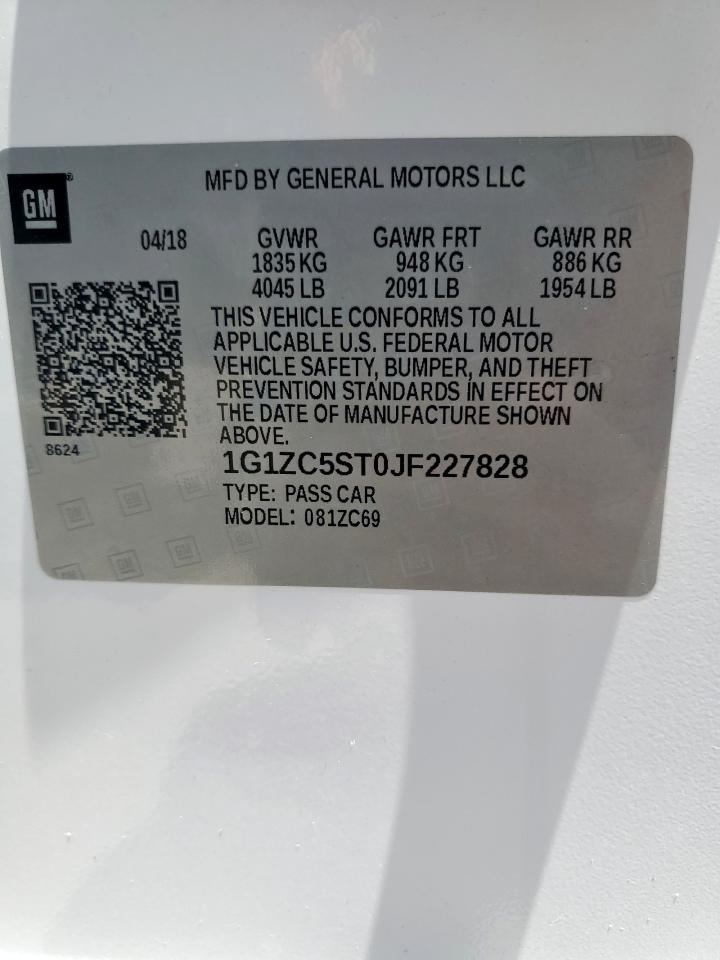 MFD BY GENERAL MOTORS LLC
GM
04/18 GVWR GAWR FRT GAWR RR
1835 KG 948 KG 886 KG
4045 LB 2091 LB 1954 LB
THIS VEHICLE CONFORMS TO ALL
APPLICABLE U.S. FEDERAL MOTOR
VEHICLE SAFETY, BUMPER, AND THEFT
PREVENTION STANDARDS IN EFFECT ON
THE DATE OF MANUFACTURE SHOWN
ABOVE.
8624
1G1ZC5ST0JF227828
TYPE: PASS CAR
MODEL: 081ZC69